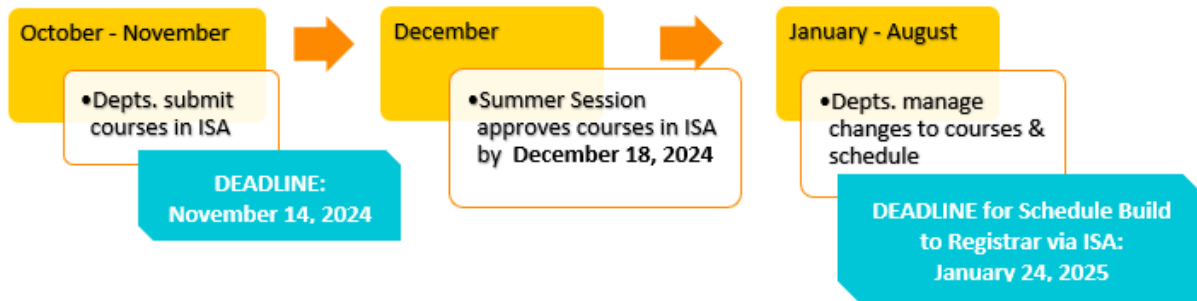 October - November
•Depts. submit
courses in ISA
DEADLINE:
November 14, 2024
December
•Summer Session
approves courses in ISA
by December 18, 2024
January - August
•Depts. manage
changes to courses &
schedule
DEADLINE for Schedule Build
to Registrar via ISA:
January 24, 2025